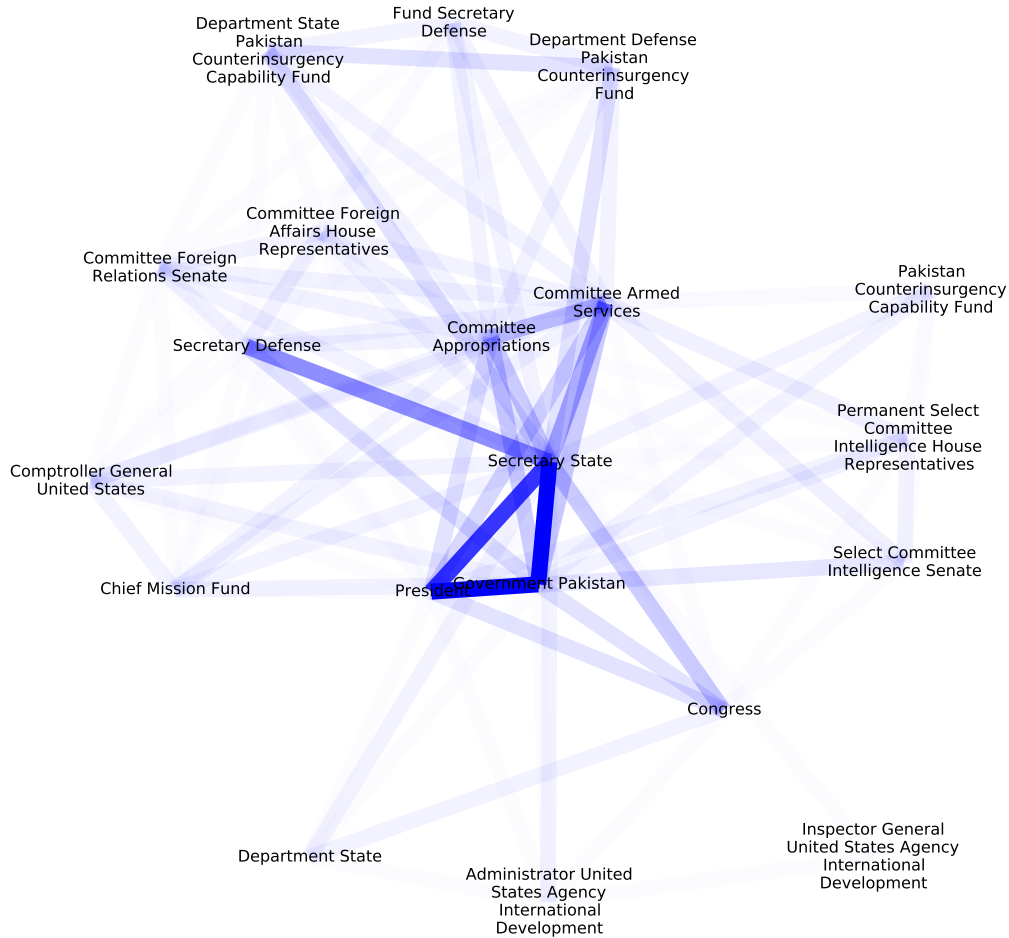 Fund Secretary
Defense
Department State
Pakistan
Counterinsurgency
Capability Fund
Department Defense
Pakistan
Counterinsurgency
Fund
Committee Foreign
Affairs House
Representatives
Committee Foreign
Relations Senate
Pakistan
Counterinsurgency
Capability Fund
Committee Armed
Services
Committee
Appropriations
Secretary Defense
Permanent Select
Committee
Intelligence House
Representatives
Secretary State
Comptroller General
United States
Select Committee
Intelligence Senate
Chief Mission Fund
President
Government Pakistan
Congress
Department State
Inspector General
United States Agency
International
Development
Administrator United
States Agency
International
Development